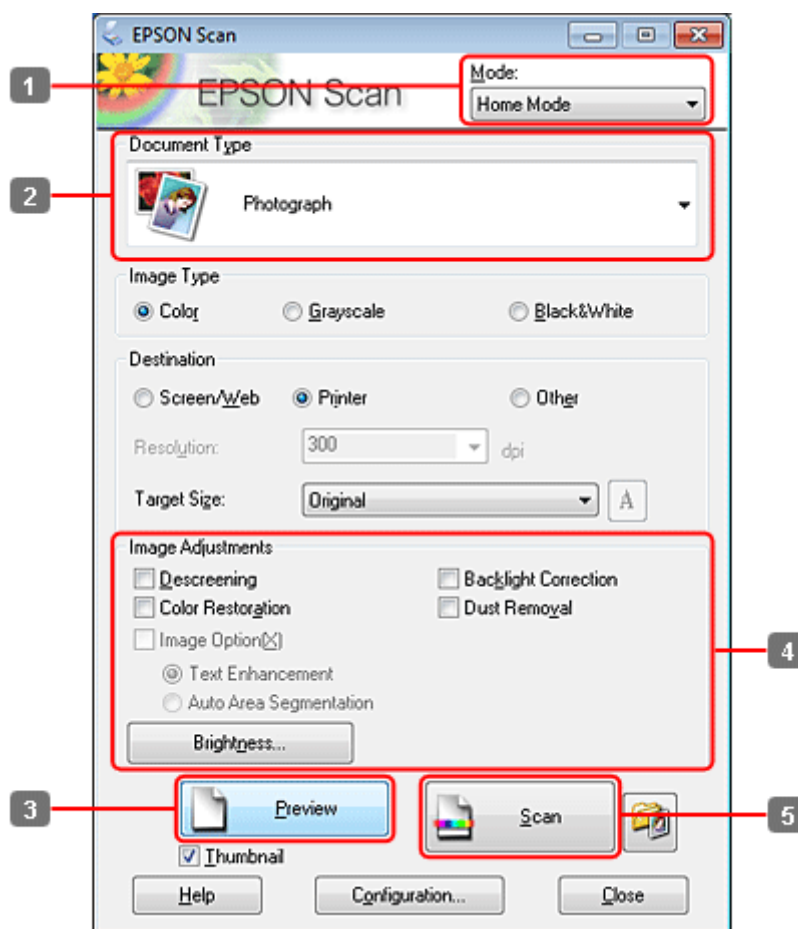 EPSON Scan
EPSON Scan
Mode:
1
Home Mode
Document Type
2
Photograph
Image Type
Color Grayscale Black&White
Destination
Screen/Web Printer Other
Resolution: 300 dpi
Target Size: Original A
Image Adjustments
Descreening Backlight Correction
Color Restoration Dust Removal
Image Option(X)
4
Text Enhancement
Auto Area Segmentation
Brightness...
3 Preview Scan 5
Thumbnail
Help Configuration... Close